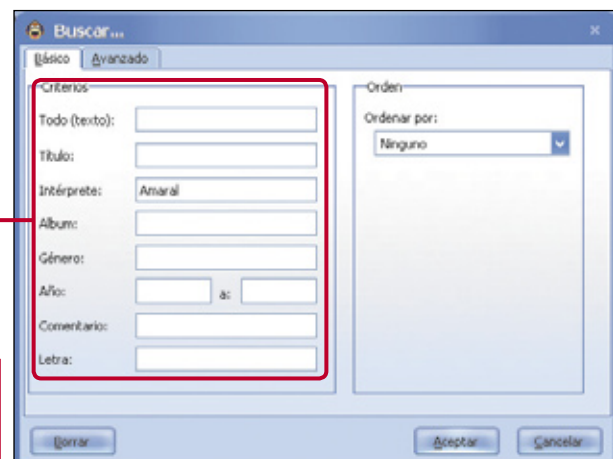 Buscar...
Básico Avanzado
Criterios
Todo (texto):
Título:
Intérprete: Amaral
Album:
Género:
Año: a:
Comentario:
Letra:
Orden
Ordenar por:
Ninguno
Borrar Aceptar Cancelar